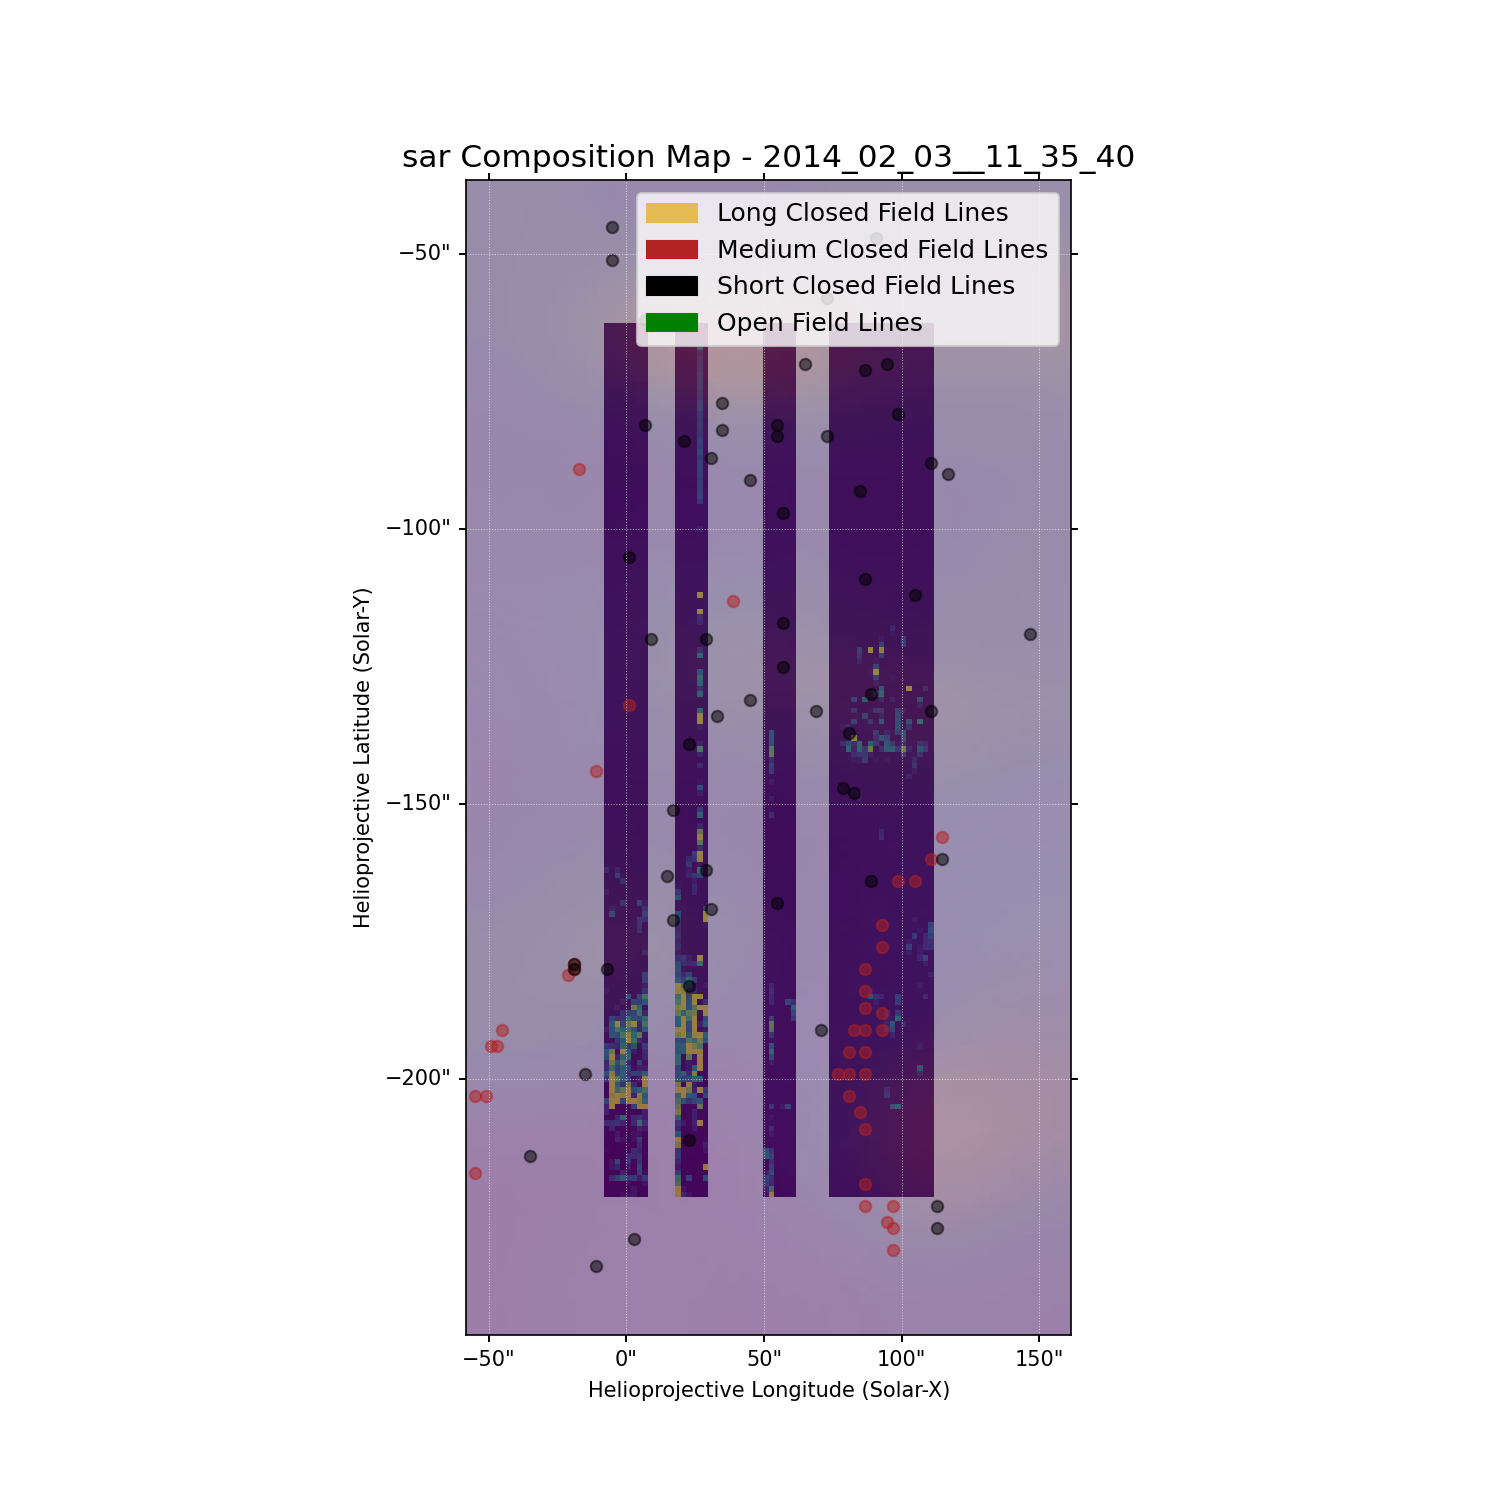 sar Composition Map - 2014_02_03__11_35_40
Long Closed Field Lines
Medium Closed Field Lines
Short Closed Field Lines
Open Field Lines
−50"
−100"
−150"
−200"
Helioprojective Latitude (Solar-Y)
−50" 0" 50" 100" 150"
Helioprojective Longitude (Solar-X)